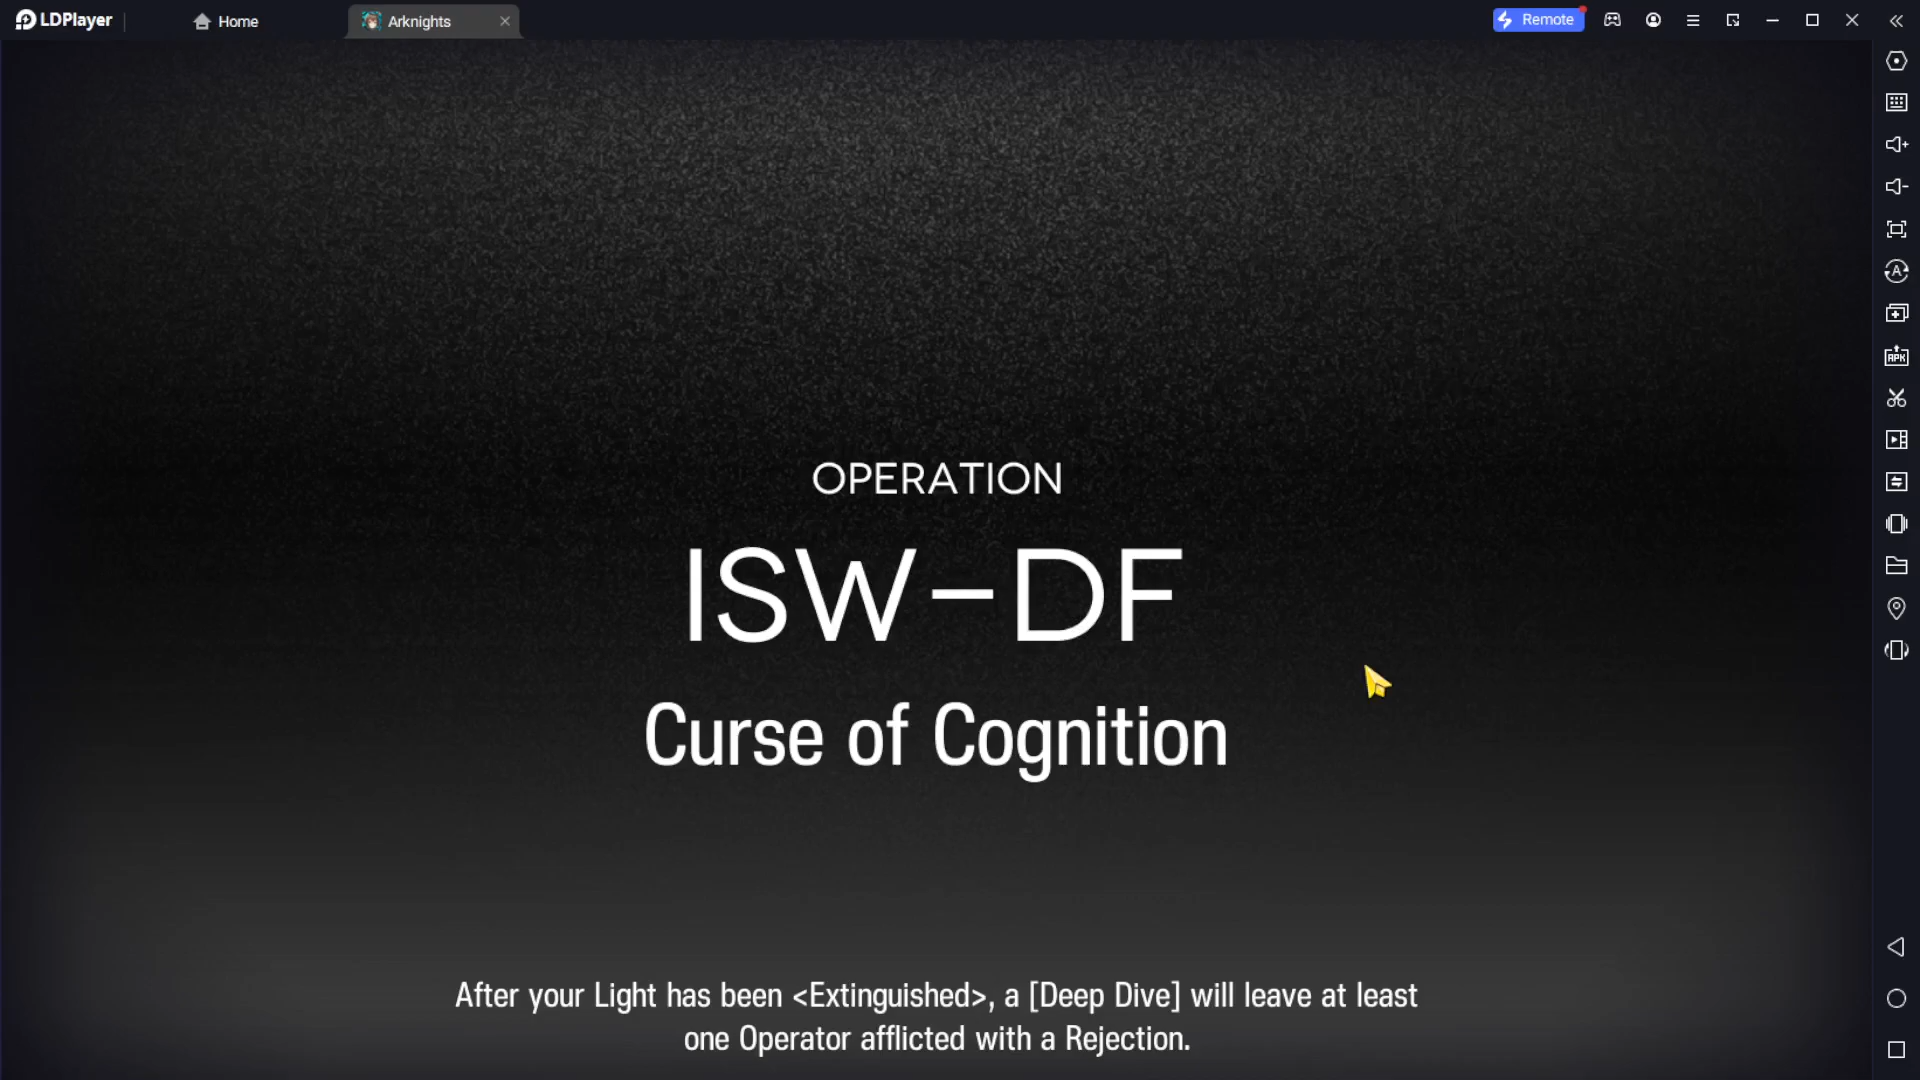 LDPlayer
Home
Arknights
Remote
A
APK
OPERATION
ISW-DF
Curse of Cognition
After your Light has been <Extinguished>, a [Deep Dive] will leave at least
one Operator afflicted with a Rejection.